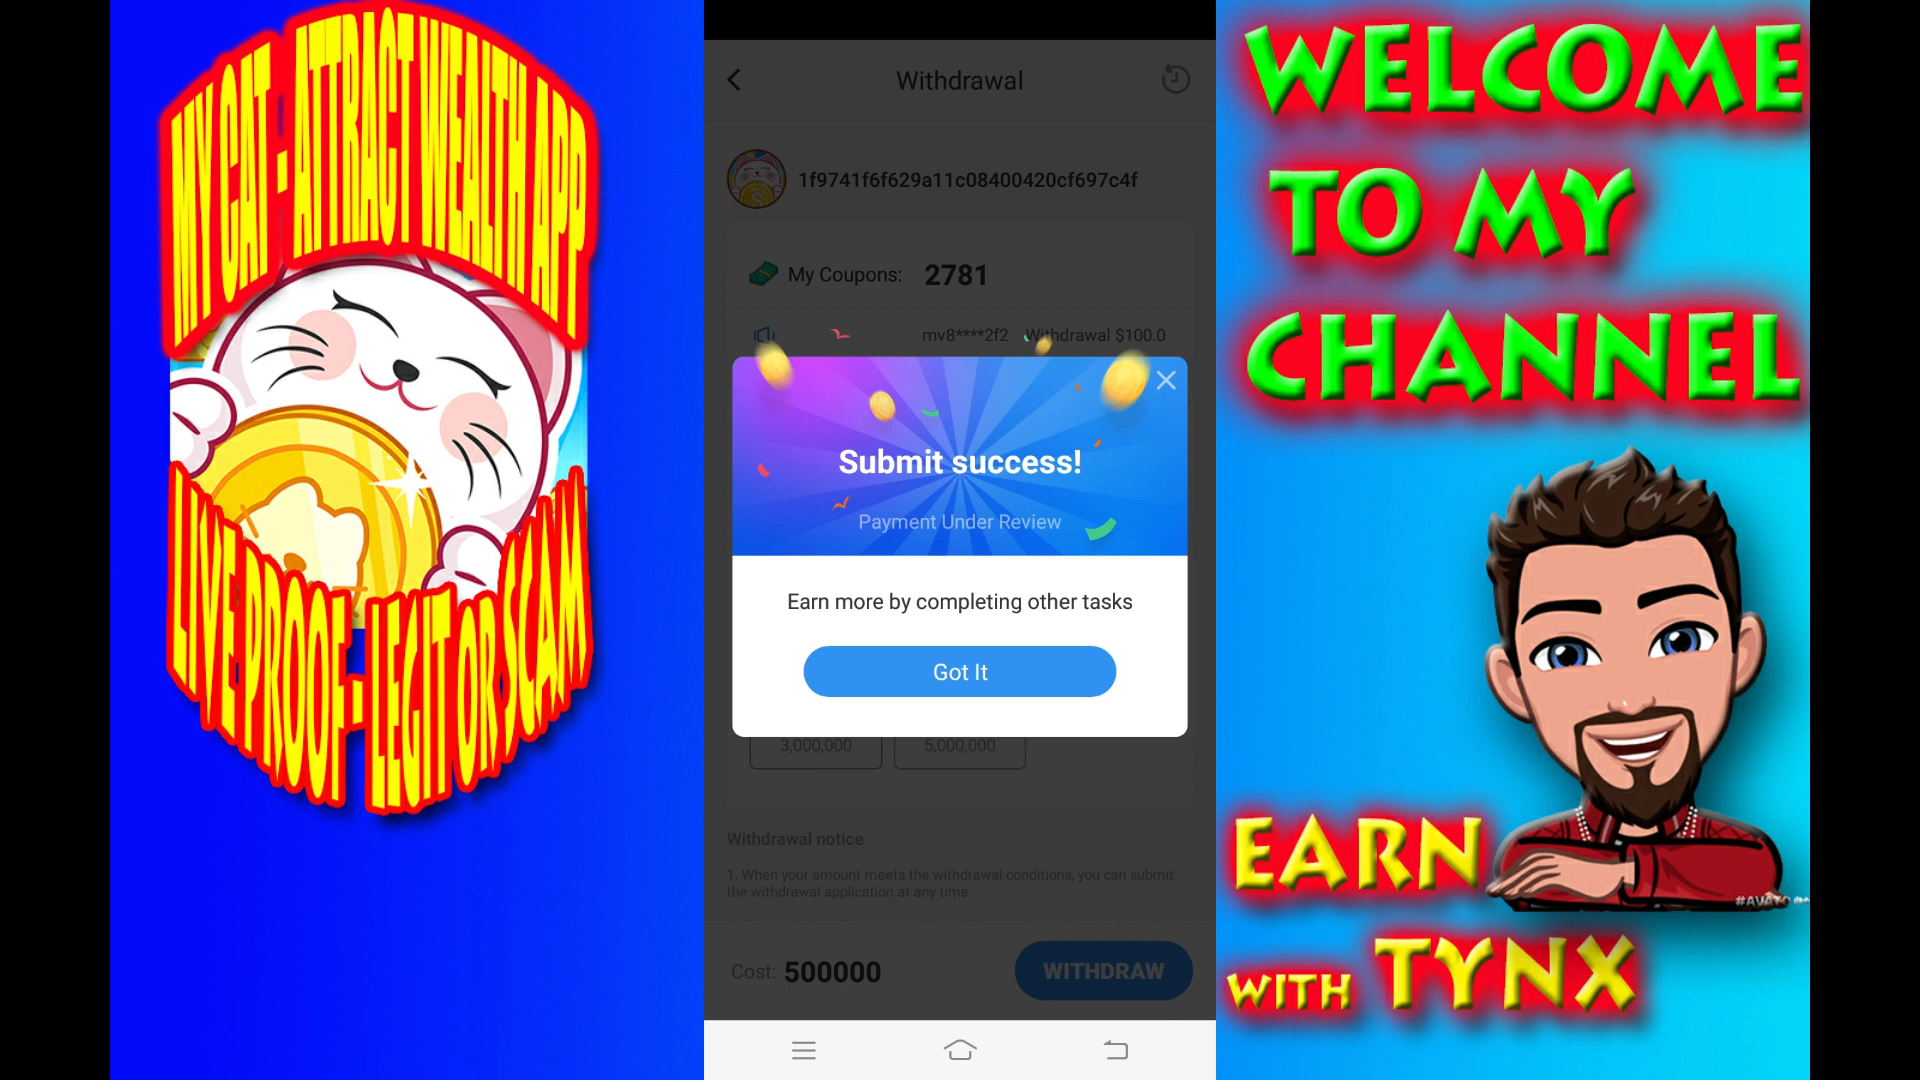 MY CAT - ATTRACT WEALTH APP
LIVE PROOF - LEGIT OR SCAM
Withdrawal
1f9741f6f629a11c08400420cf697c4f
My Coupons: 2781
mv8****2f2 Withdrawal $100.0
Submit success!
Payment Under Review
Earn more by completing other tasks
Got It
3,000,000 5,000,000
Withdrawal notice
1. When your amount meets the withdrawal conditions, you can submit
the withdrawal application at any time.
Cost: 500000
WITHDRAW
WELCOME
TO MY
CHANNEL
EARN
WITH TYNX